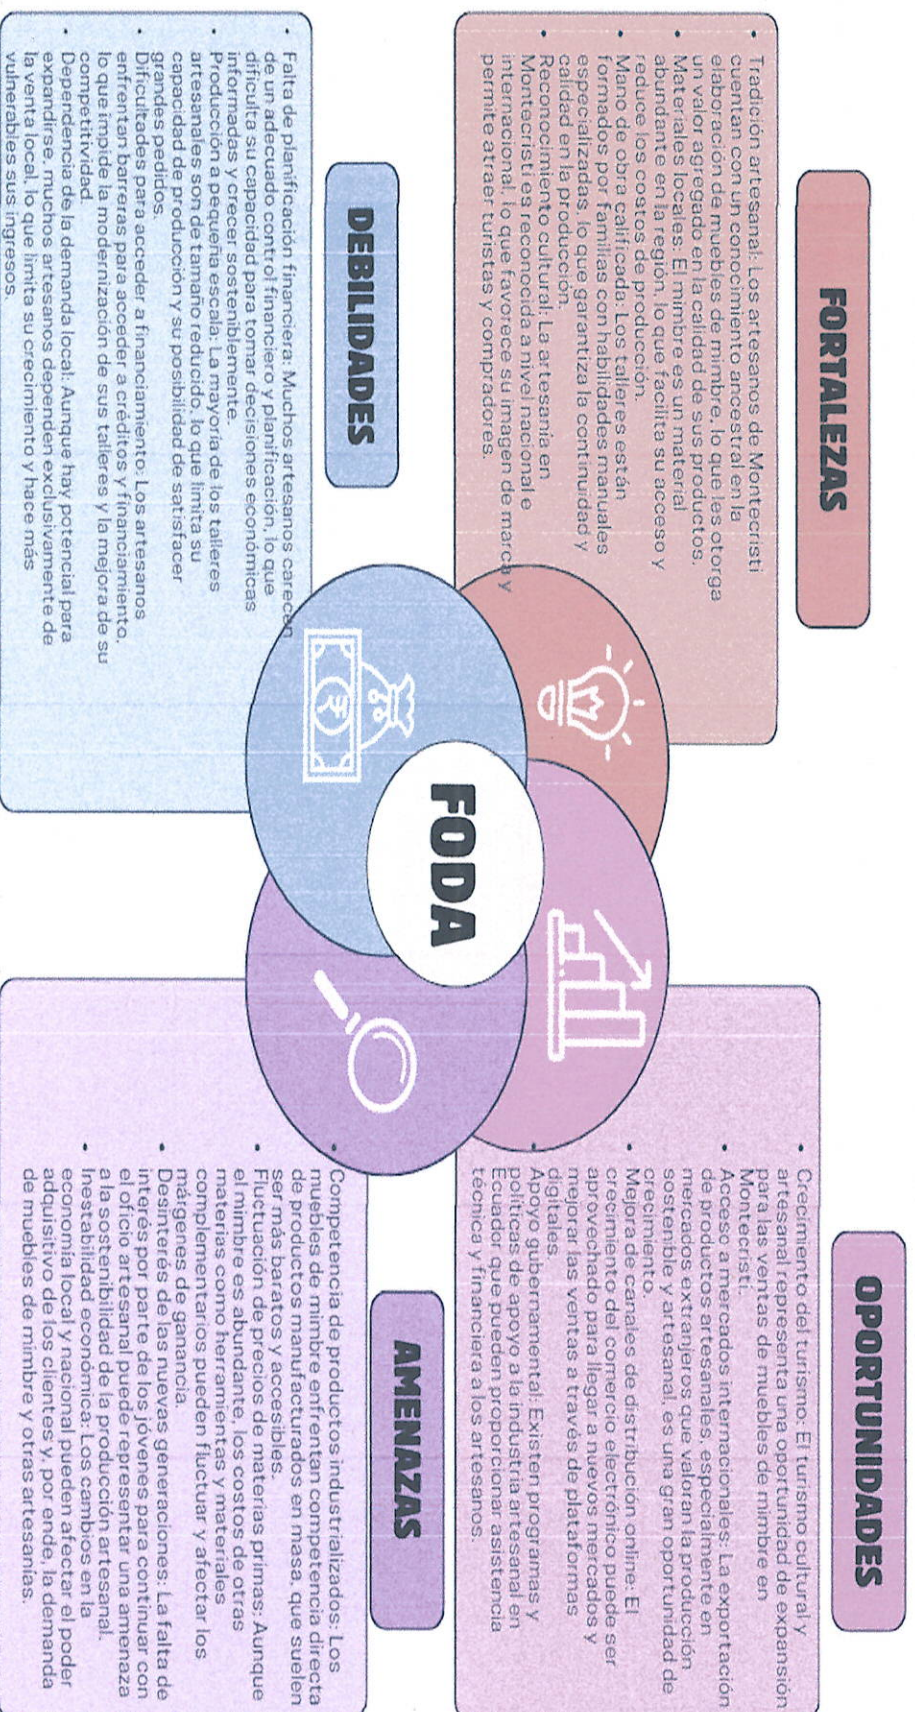 FORTALEZAS
• Tradición artesanal: Los artesanos de Montecristi
cuentan con un conocimiento ancestral en la
elaboración de muebles de mimbre, lo que les otorga
un valor agregado en la calidad de sus productos.
• Materiales locales: El mimbre es un material
abundante en la región, lo que facilita su acceso y
reduce los costos de producción.
• Mano de obra calificada: Los talleres están
formados por familias con habilidades manuales
especializadas, lo que garantiza la continuidad y
calidad en la producción.
• Reconocimiento cultural: La artesanía en
Montecristi es reconocida a nivel nacional e
internacional, lo que favorece su imagen de marca y
permite atraer turistas y compradores.
OPORTUNIDADES
• Crecimiento del turismo: El turismo cultural y
artesanal representa una oportunidad de expansión
para las ventas de muebles de mimbre en
Montecristi.
• Acceso a mercados internacionales: La exportación
de productos artesanales, especialmente en
mercados extranjeros que valoran la producción
sostenible y artesanal, es una gran oportunidad de
crecimiento.
• Mejora de canales de distribución online: El
crecimiento del comercio electrónico puede ser
aprovechado para llegar a nuevos mercados y
mejorar las ventas a través de plataformas
digitales.
• Apoyo gubernamental: Existen programas y
políticas de apoyo a la industria artesanal en
Ecuador que pueden proporcionar asistencia
técnica y financiera a los artesanos.
FODA
DEBILIDADES
• Falta de planificación financiera: Muchos artesanos carecen
de un adecuado control financiero y planificación, lo que
dificulta su capacidad para tomar decisiones económicas
informadas y crecer sosteniblemente.
• Producción a pequeña escala: La mayoría de los talleres
artesanales son de tamaño reducido, lo que limita su
capacidad de producción y su posibilidad de satisfacer
grandes pedidos.
• Dificultades para acceder a financiamiento: Los artesanos
enfrentan barreras para acceder a créditos y financiamiento,
lo que impide la modernización de sus talleres y la mejora de su
competitividad.
• Dependencia de la demanda local: Aunque hay potencial para
expandirse, muchos artesanos dependen exclusivamente de
la venta local, lo que limita su crecimiento y hace más
vulnerables sus ingresos.
AMENAZAS
• Competencia de productos industrializados: Los
muebles de mimbre enfrentan competencia directa
de productos manufacturados en masa, que suelen
ser más baratos y accesibles.
• Fluctuación de precios de materias primas: Aunque
el mimbre es abundante, los costos de otras
materias como herramientas y materiales
complementarios pueden fluctuar y afectar los
márgenes de ganancia.
• Desinterés de las nuevas generaciones: La falta de
interés por parte de los jóvenes para continuar con
el oficio artesanal puede representar una amenaza
a la sostenibilidad de la producción artesanal.
• Inestabilidad económica: Los cambios en la
economía local y nacional pueden afectar el poder
adquisitivo de los clientes y, por ende, la demanda
de muebles de mimbre y otras artesanías.